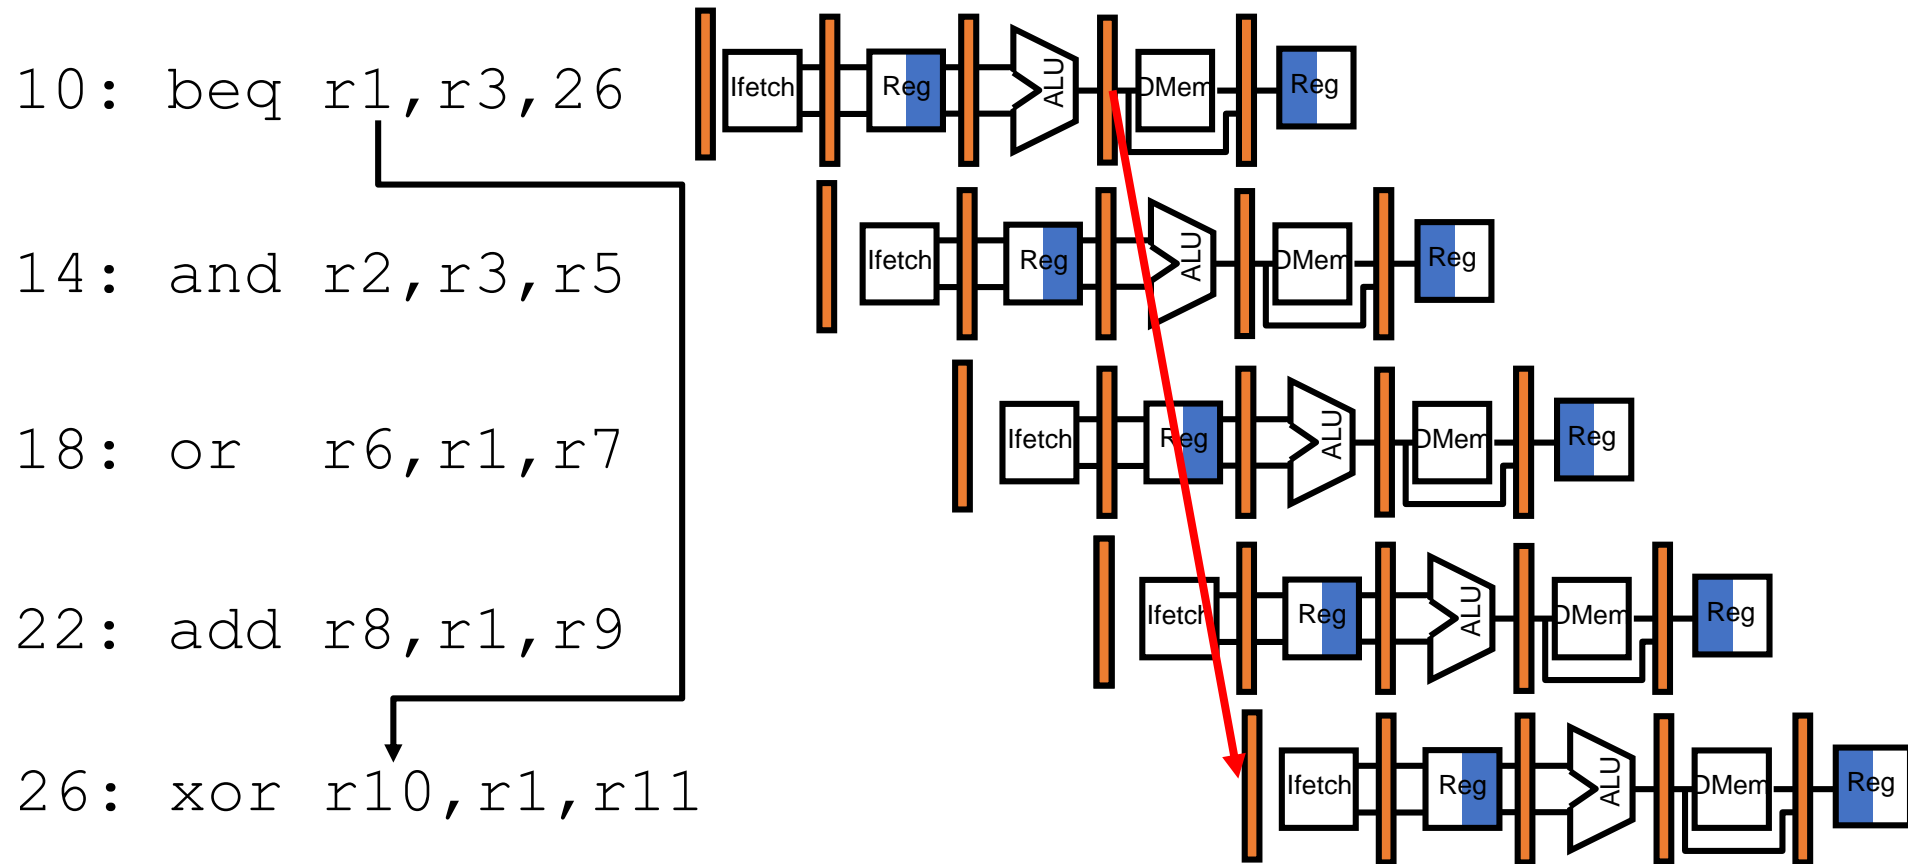 10: beq r1,r3,26
Ifetch Reg ALU DMem Reg
14: and r2,r3,r5
Ifetch Reg ALU DMem Reg
18: or r6,r1,r7
Ifetch Reg ALU DMem Reg
22: add r8,r1,r9
Ifetch Reg ALU DMem Reg
26: xor r10,r1,r11
Ifetch Reg ALU DMem Reg